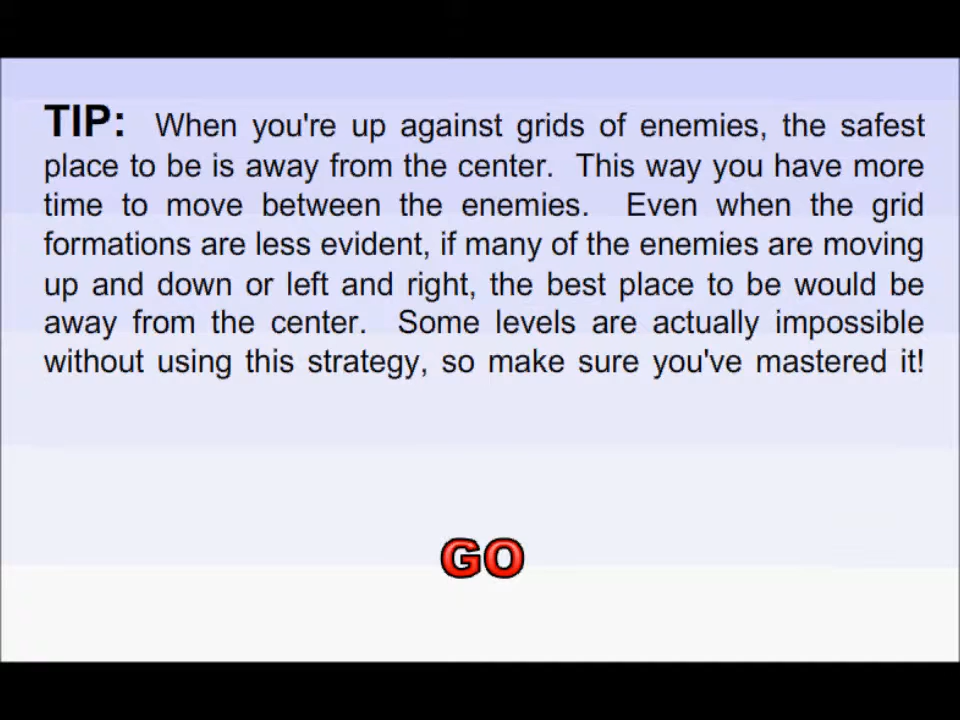 TIP: When you're up against grids of enemies, the safest
place to be is away from the center. This way you have more
time to move between the enemies. Even when the grid
formations are less evident, if many of the enemies are moving
up and down or left and right, the best place to be would be
away from the center. Some levels are actually impossible
without using this strategy, so make sure you've mastered it!
GO